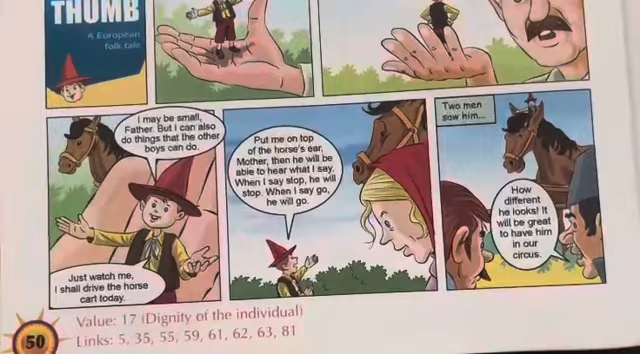 THUMB
A European
folk tale
I may be small,
Father. But I can also
do things that the other
boys can do.
Just watch me,
I shall drive the horse
cart today.
Put me on top
of the horse's ear,
Mother, then he will be
able to hear what I say.
When I say stop, he will
stop. When I say go,
he will go.
Two men
saw him...
How
different
he looks! It
will be great
to have him
in our
circus.
50
Value: 17 (Dignity of the individual)
Links: 5, 35, 55, 59, 61, 62, 63, 81